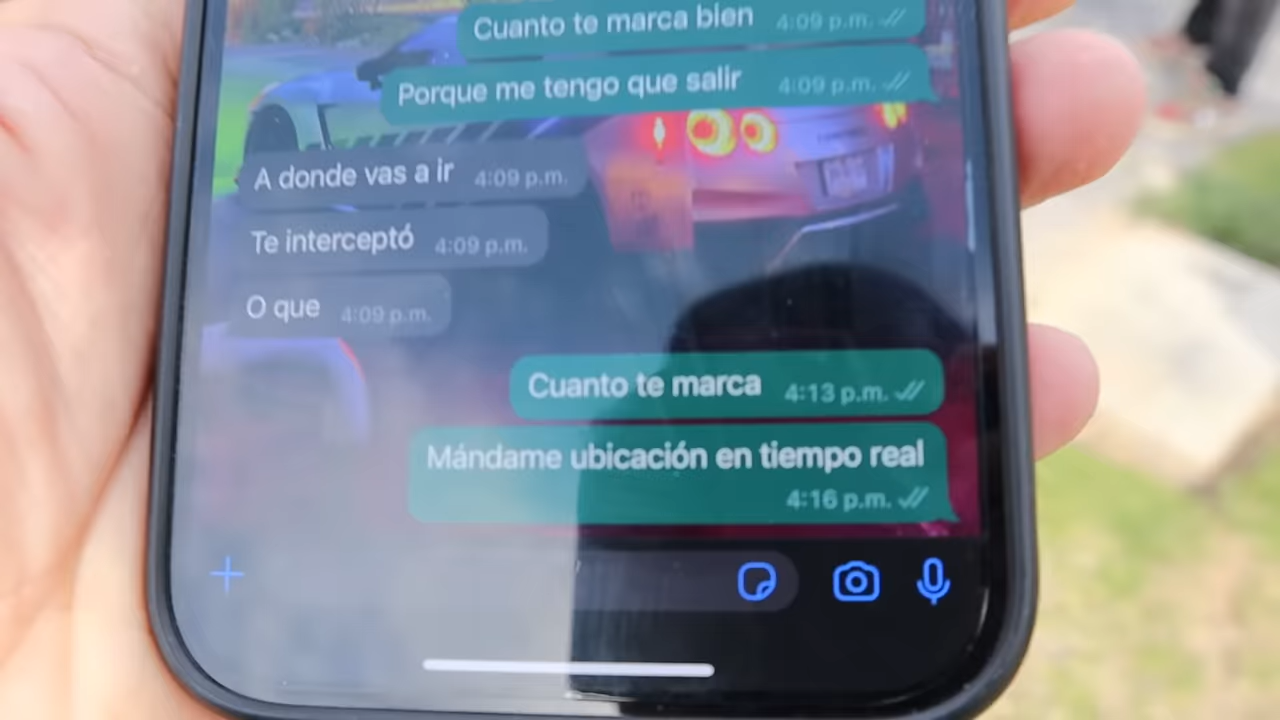 Cuanto te marca bien 4:09 p.m.
Porque me tengo que salir 4:09 p.m.
A donde vas a ir 4:09 p.m.
Te interceptó 4:09 p.m.
O que 4:09 p.m.
Cuanto te marca 4:13 p.m.
Mándame ubicación en tiempo real
4:16 p.m.